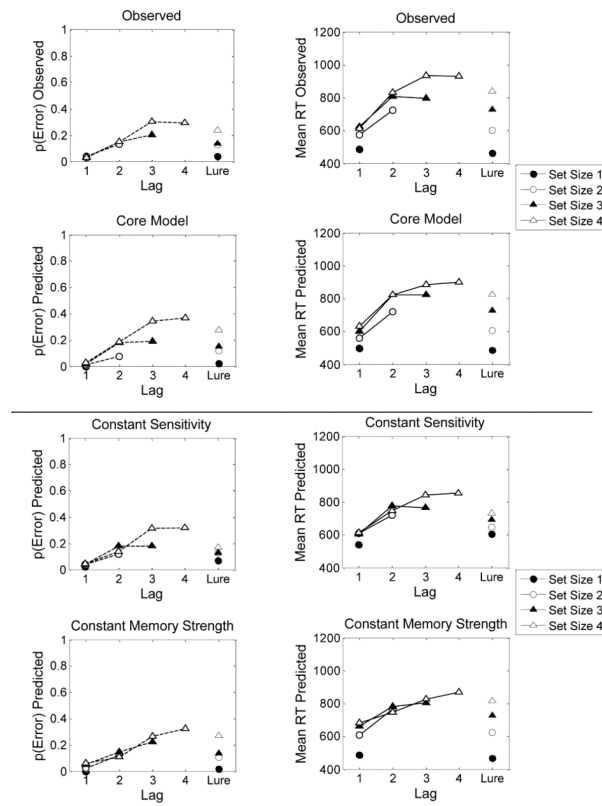 Observed
1
0.8
0.6
0.4
0.2
0
p(Error) Observed
1 2 3 4 Lure
Lag
Observed
1200
1000
800
600
400
Mean RT Observed
1 2 3 4 Lure
Lag
Set Size 1
Set Size 2
Set Size 3
Set Size 4
Core Model
1
0.8
0.6
0.4
0.2
0
p(Error) Predicted
1 2 3 4 Lure
Lag
Core Model
1200
1000
800
600
400
Mean RT Predicted
1 2 3 4 Lure
Lag
Constant Sensitivity
1
0.8
0.6
0.4
0.2
0
p(Error) Predicted
1 2 3 4 Lure
Lag
Constant Sensitivity
1200
1000
800
600
400
Mean RT Predicted
1 2 3 4 Lure
Lag
Set Size 1
Set Size 2
Set Size 3
Set Size 4
Constant Memory Strength
1
0.8
0.6
0.4
0.2
0
p(Error) Predicted
1 2 3 4 Lure
Lag
Constant Memory Strength
1200
1000
800
600
400
Mean RT Predicted
1 2 3 4 Lure
Lag